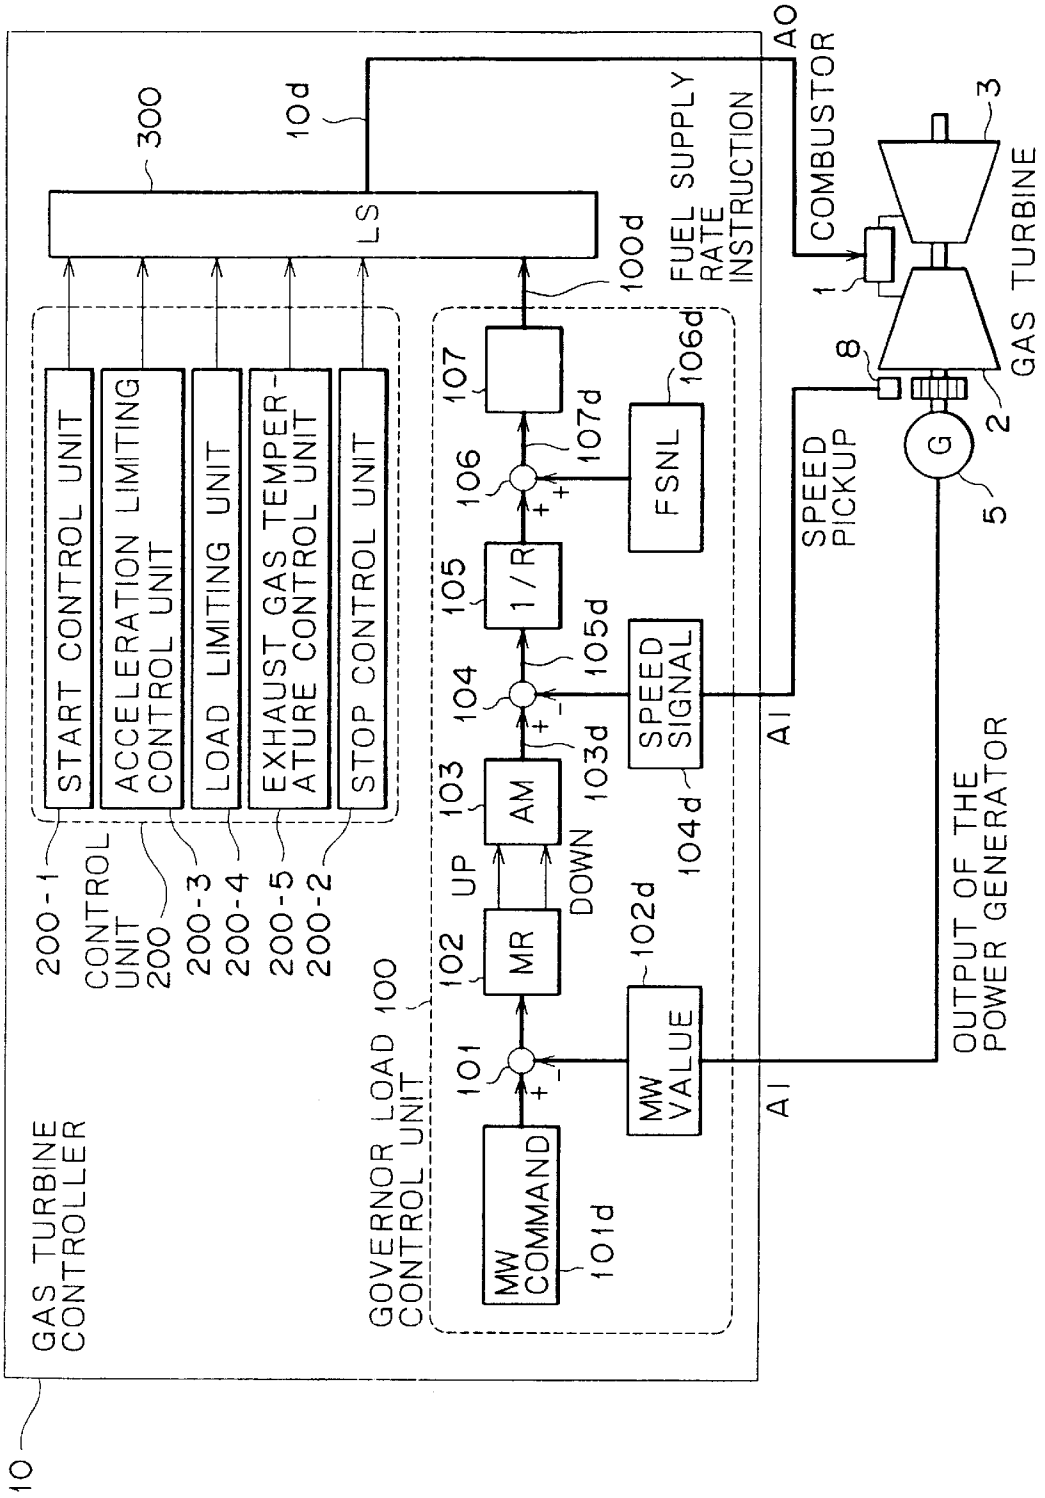 10
GAS TURBINE
CONTROLLER
200-1
START CONTROL UNIT
CONTROL
UNIT
200
200-3
ACCELERATION LIMITING
CONTROL UNIT
200-4
LOAD LIMITING UNIT
200-5
EXHAUST GAS TEMPER-
ATURE CONTROL UNIT
200-2
STOP CONTROL UNIT
300
LS
10d
GOVERNOR LOAD
CONTROL UNIT
100
MW
COMMAND
101d
101
+
-
102
MR
UP
DOWN
103
AM
103d
104
+
-
105d
105
1/R
106
+
+
107d
107
100d
MW
VALUE
102d
SPEED
SIGNAL
104d
FSNL
106d
FUEL SUPPLY
RATE
INSTRUCTION
AI
AI
AO
OUTPUT OF THE
POWER GENERATOR
SPEED
PICKUP
COMBUSTOR
8
1
G
5
2
3
GAS TURBINE